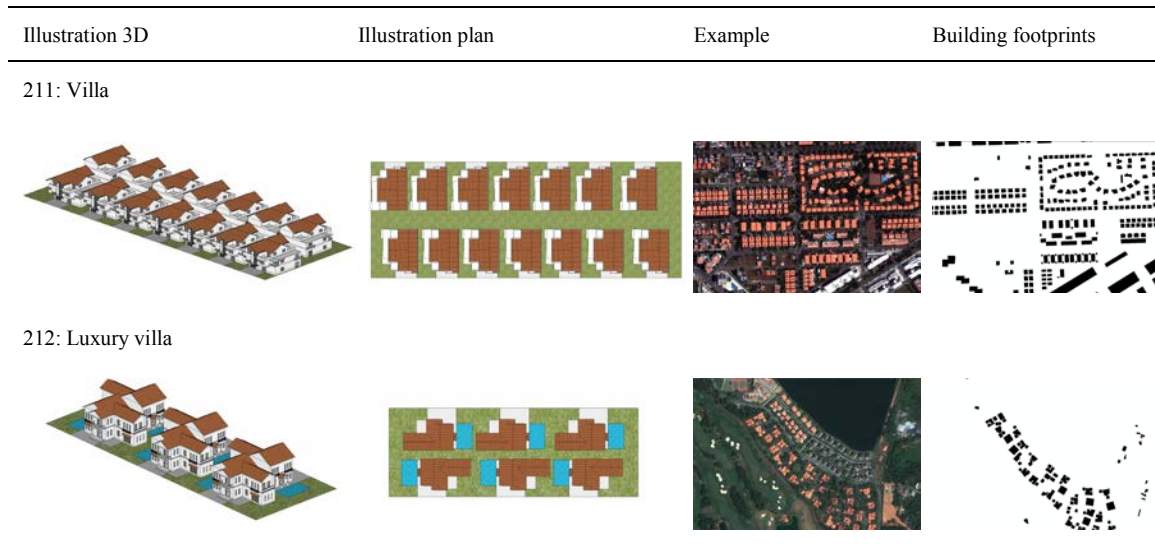 Illustration 3D Illustration plan Example Building footprints
211: Villa
212: Luxury villa